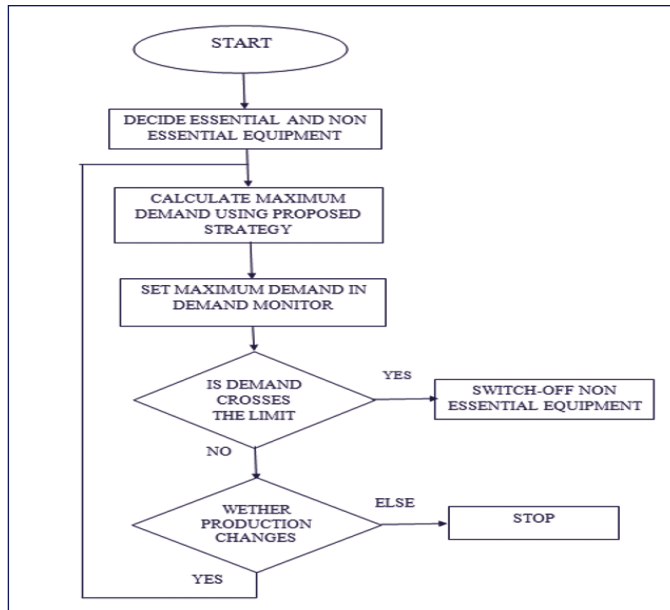 START
DECIDE ESSENTIAL AND NON
ESSENTIAL EQUIPMENT
CALCULATE MAXIMUM
DEMAND USING PROPOSED
STRATEGY
SET MAXIMUM DEMAND IN
DEMAND MONITOR
IS DEMAND
CROSSES
THE LIMIT
YES
SWITCH-OFF NON
ESSENTIAL EQUIPMENT
NO
WETHER
PRODUCTION
CHANGES
ELSE
STOP
YES